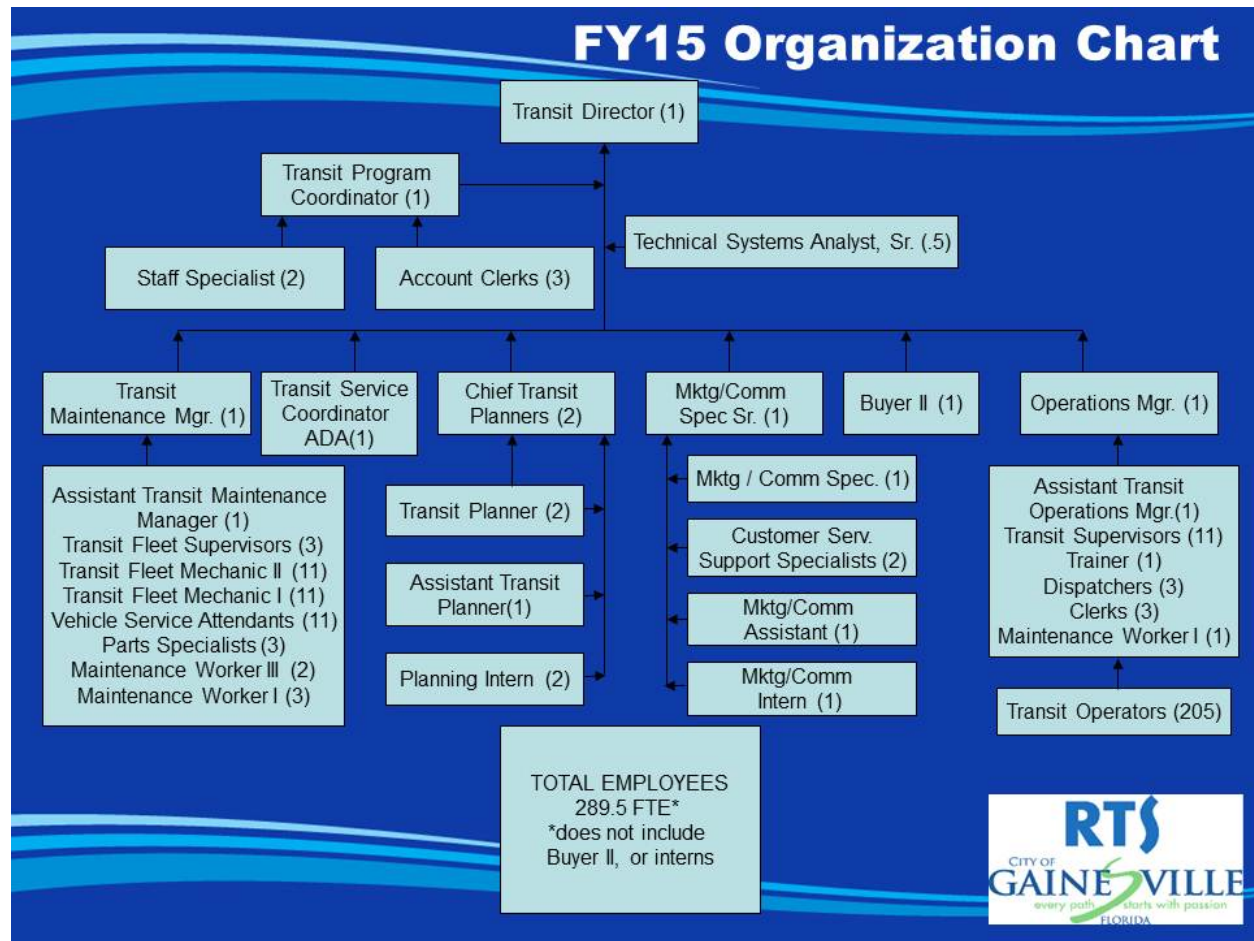 FY15 Organization Chart
Transit Director (1)
Transit Program
Coordinator (1)
Technical Systems Analyst, Sr. (.5)
Staff Specialist (2)
Account Clerks (3)
Transit
Maintenance Mgr. (1)
Transit Service
Coordinator
ADA(1)
Chief Transit
Planners (2)
Mktg/Comm
Spec Sr. (1)
Buyer II (1)
Operations Mgr. (1)
Assistant Transit Maintenance
Manager (1)
Transit Fleet Supervisors (3)
Transit Fleet Mechanic II (11)
Transit Fleet Mechanic I (11)
Vehicle Service Attendants (11)
Parts Specialists (3)
Maintenance Worker III (2)
Maintenance Worker I (3)
Transit Planner (2)
Assistant Transit
Planner(1)
Planning Intern (2)
Mktg / Comm Spec. (1)
Customer Serv.
Support Specialists (2)
Mktg/Comm
Assistant (1)
Mktg/Comm
Intern (1)
Assistant Transit
Operations Mgr.(1)
Transit Supervisors (11)
Trainer (1)
Dispatchers (3)
Clerks (3)
Maintenance Worker I (1)
Transit Operators (205)
TOTAL EMPLOYEES
289.5 FTE*
*does not include
Buyer II, or interns
RTS
CITY OF
GAINESVILLE
every path starts with passion
FLORIDA